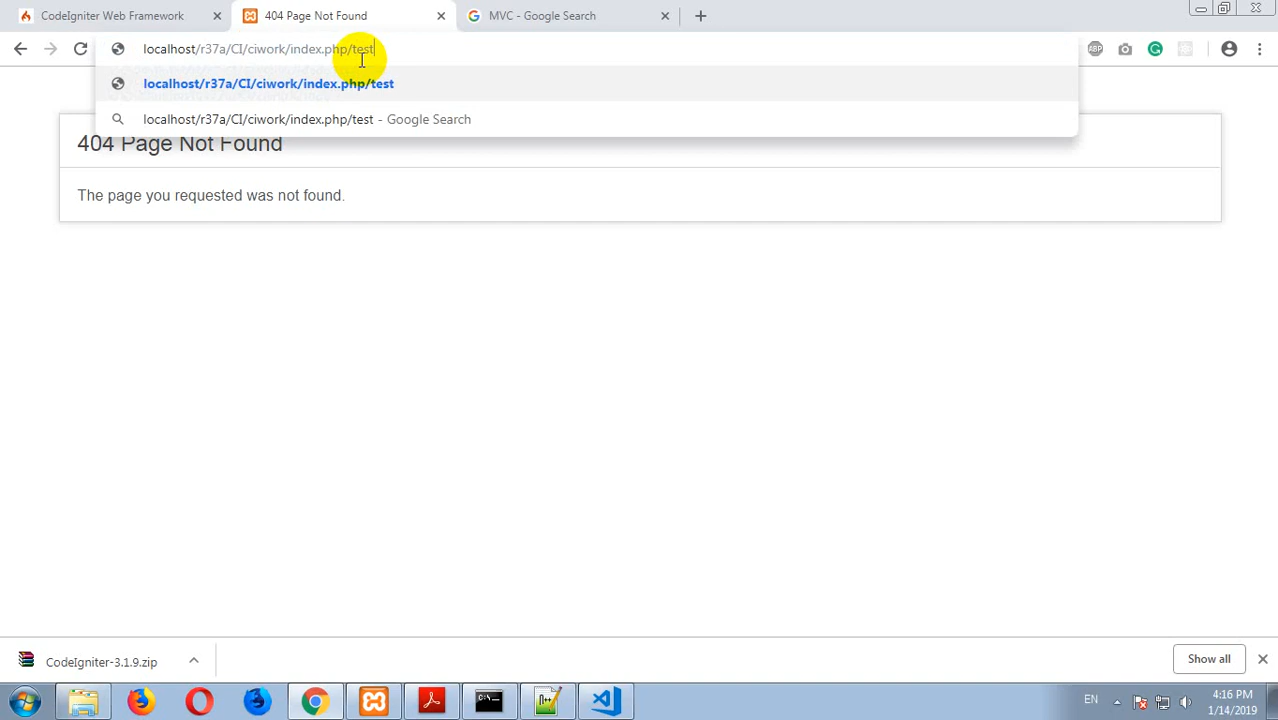 CodeIgniter Web Framework
404 Page Not Found
MVC - Google Search
localhost/r37a/CI/ciwork/index.php/test
ABP
localhost/r37a/CI/ciwork/index.php/test
localhost/r37a/CI/ciwork/index.php/test - Google Search
404 Page Not Found
The page you requested was not found.
CodeIgniter-3.1.9.zip
Show all
EN
4:16 PM
1/14/2019